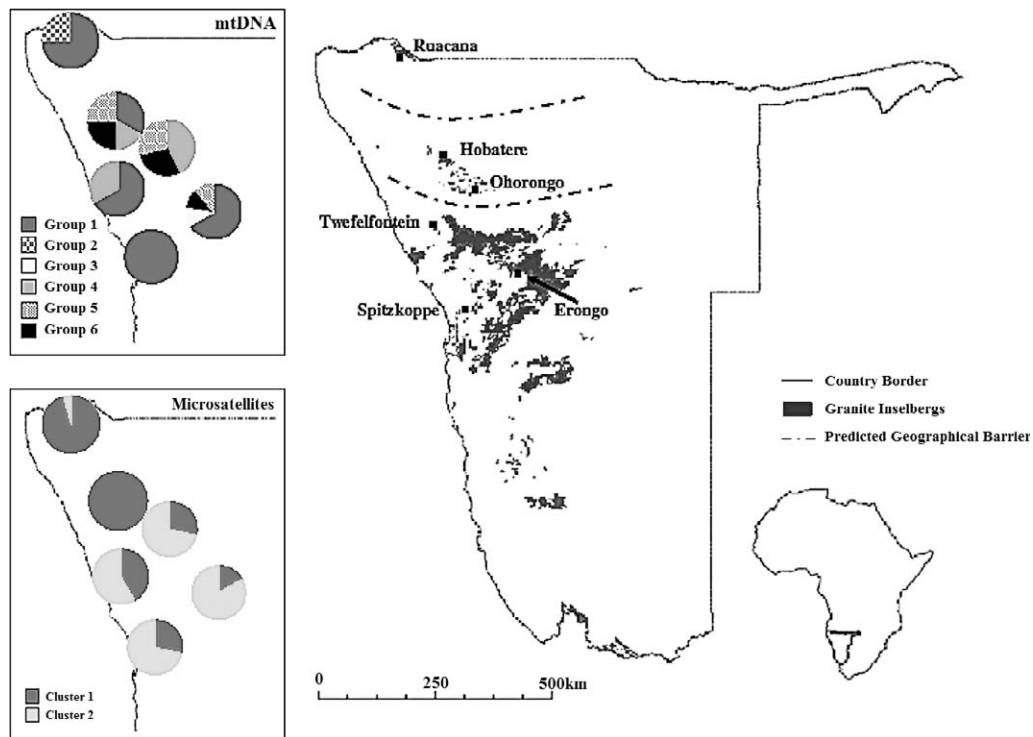 mtDNA
Group 1
Group 2
Group 3
Group 4
Group 5
Group 6
Microsatellites
Cluster 1
Cluster 2
Ruacana
Hobatere
Ohorongo
Twefelfontein
Spitzkoppe
Erongo
Country Border
Granite Inselbergs
Predicted Geographical Barrier
0 250 500km